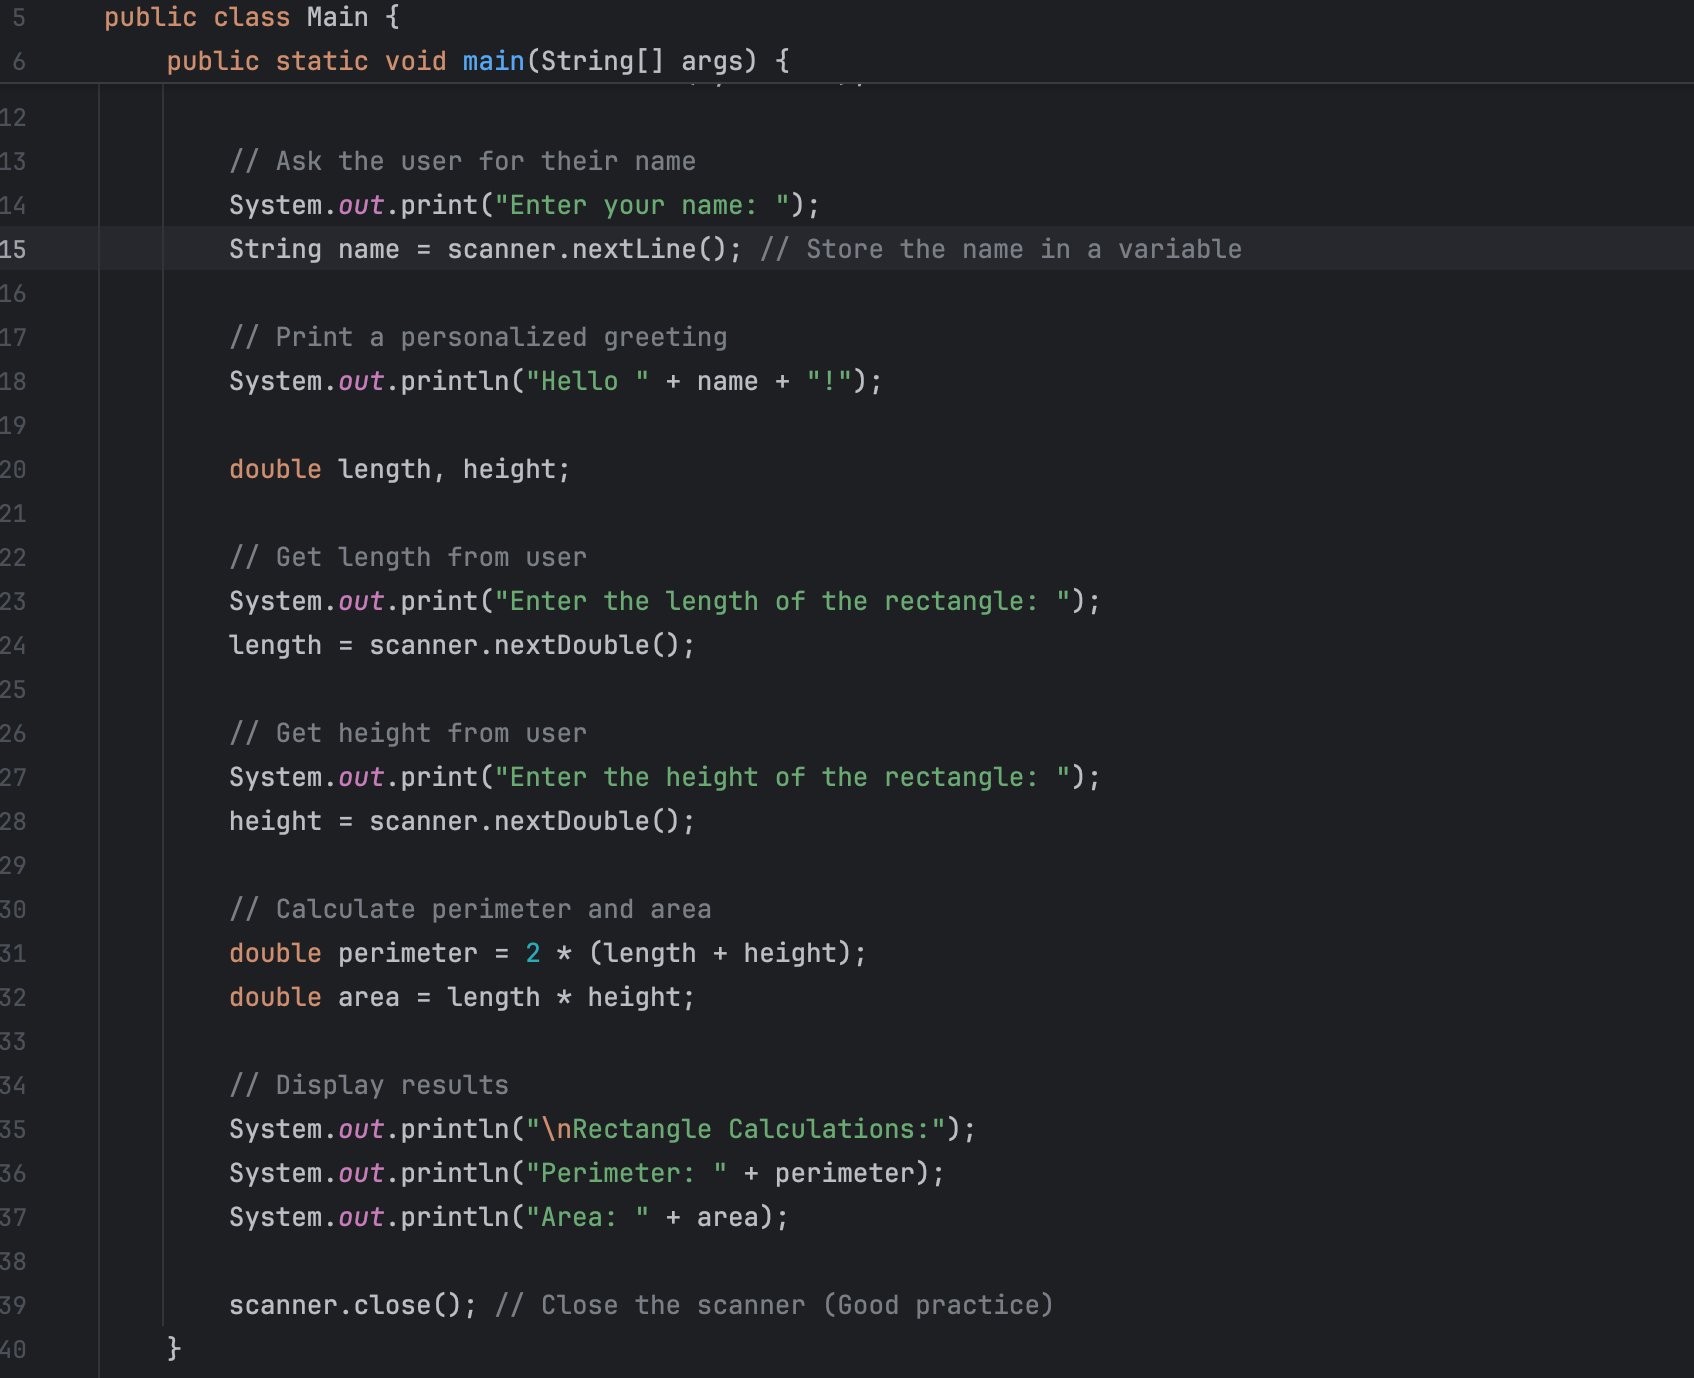 5 public class Main {
6 public static void main(String[] args) {
12
13 // Ask the user for their name
14 System.out.print("Enter your name: ");
15 String name = scanner.nextLine(); // Store the name in a variable
16
17 // Print a personalized greeting
18 System.out.println("Hello " + name + "!");
19
20 double length, height;
21
22 // Get length from user
23 System.out.print("Enter the length of the rectangle: ");
24 length = scanner.nextDouble();
25
26 // Get height from user
27 System.out.print("Enter the height of the rectangle: ");
28 height = scanner.nextDouble();
29
30 // Calculate perimeter and area
31 double perimeter = 2 * (length + height);
32 double area = length * height;
33
34 // Display results
35 System.out.println("\nRectangle Calculations:");
36 System.out.println("Perimeter: " + perimeter);
37 System.out.println("Area: " + area);
38
39 scanner.close(); // Close the scanner (Good practice)
40 }